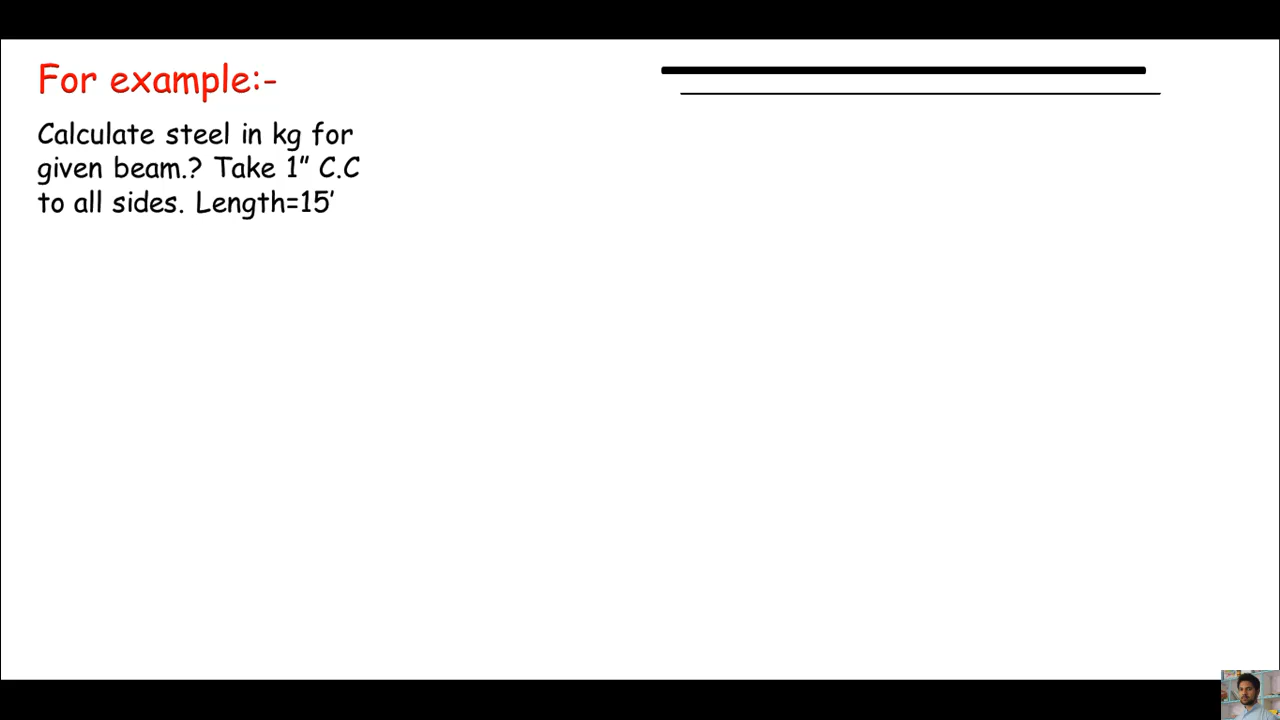 For example:-
Calculate steel in kg for
given beam.? Take 1" C.C
to all sides. Length=15'